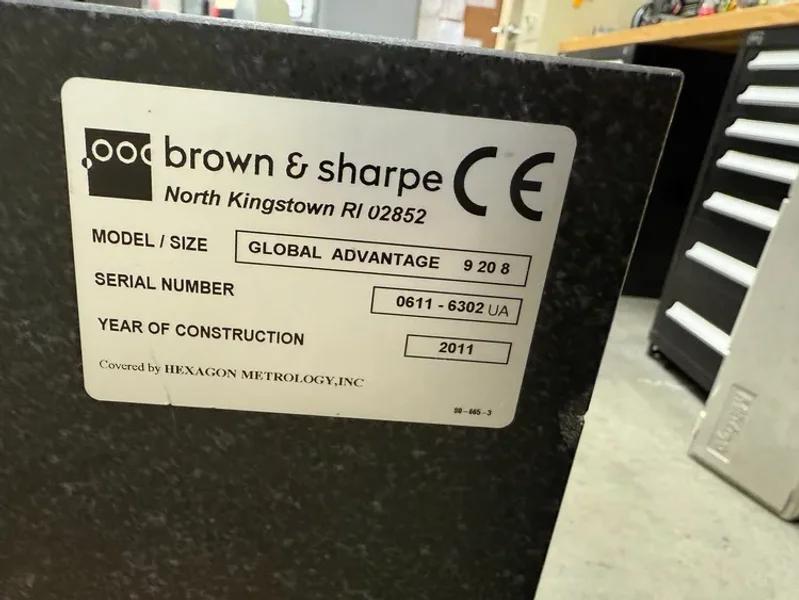 brown & sharpe CE
North Kingstown RI 02852
MODEL / SIZE GLOBAL ADVANTAGE 9 20 8
SERIAL NUMBER 0611 - 6302 UA
YEAR OF CONSTRUCTION 2011
Covered by HEXAGON METROLOGY,INC